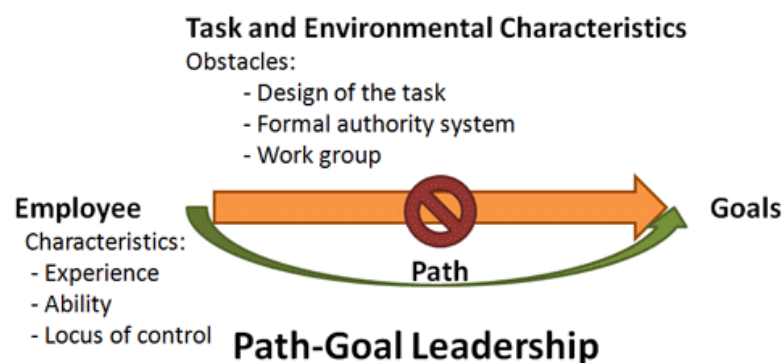 Task and Environmental Characteristics
Obstacles:
- Design of the task
- Formal authority system
- Work group
Employee
Characteristics:
- Experience
- Ability
- Locus of control
Goals
Path
Path-Goal Leadership